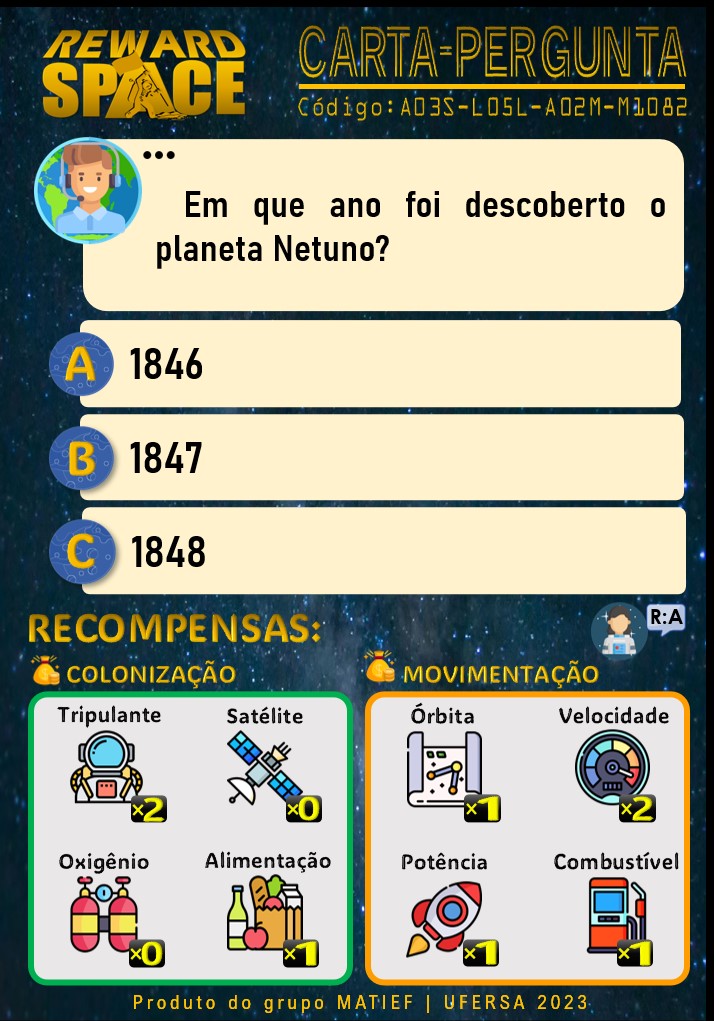 REWARD
SPACE
CARTA-PERGUNTA
Código:A03S-L05L-A02M-M1082
...
Em que ano foi descoberto o
planeta Netuno?
A 1846
B 1847
C 1848
RECOMPENSAS:
R:A
COLONIZAÇÃO
MOVIMENTAÇÃO
Tripulante Satélite Órbita Velocidade
×2 ×0 ×1 ×2
Oxigênio Alimentação Potência Combustível
×0 ×1 ×1 ×1
Produto do grupo MATIEF | UFERSA 2023